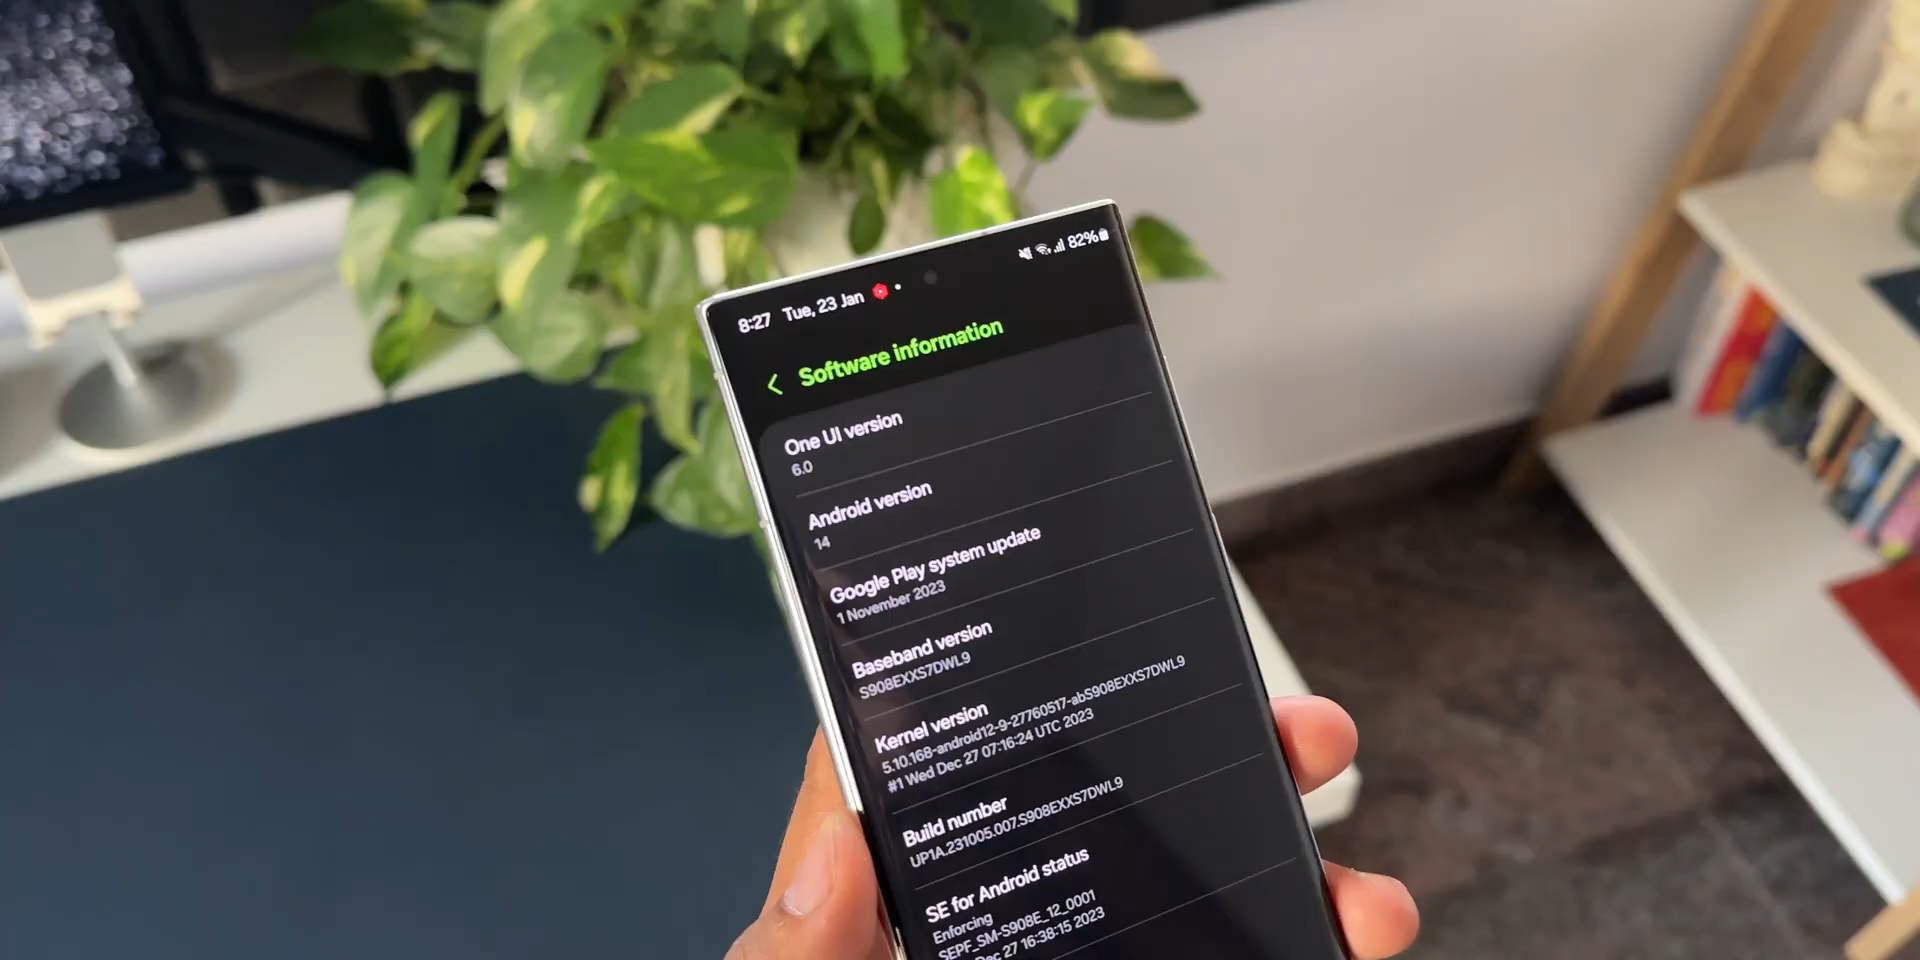 8:27 Tue, 23 Jan 82%
Software information
One UI version
6.0
Android version
14
Google Play system update
1 November 2023
Baseband version
S908EXXS7DWL9
Kernel version
5.10.168-android12-9-27760517-abS908EXXS7DWL9
#1 Wed Dec 27 07:16:24 UTC 2023
Build number
UP1A.231005.007.S908EXXS7DWL9
SE for Android status
Enforcing
SEPF_SM-S908E_12_0001
Dec 27 16:38:15 2023